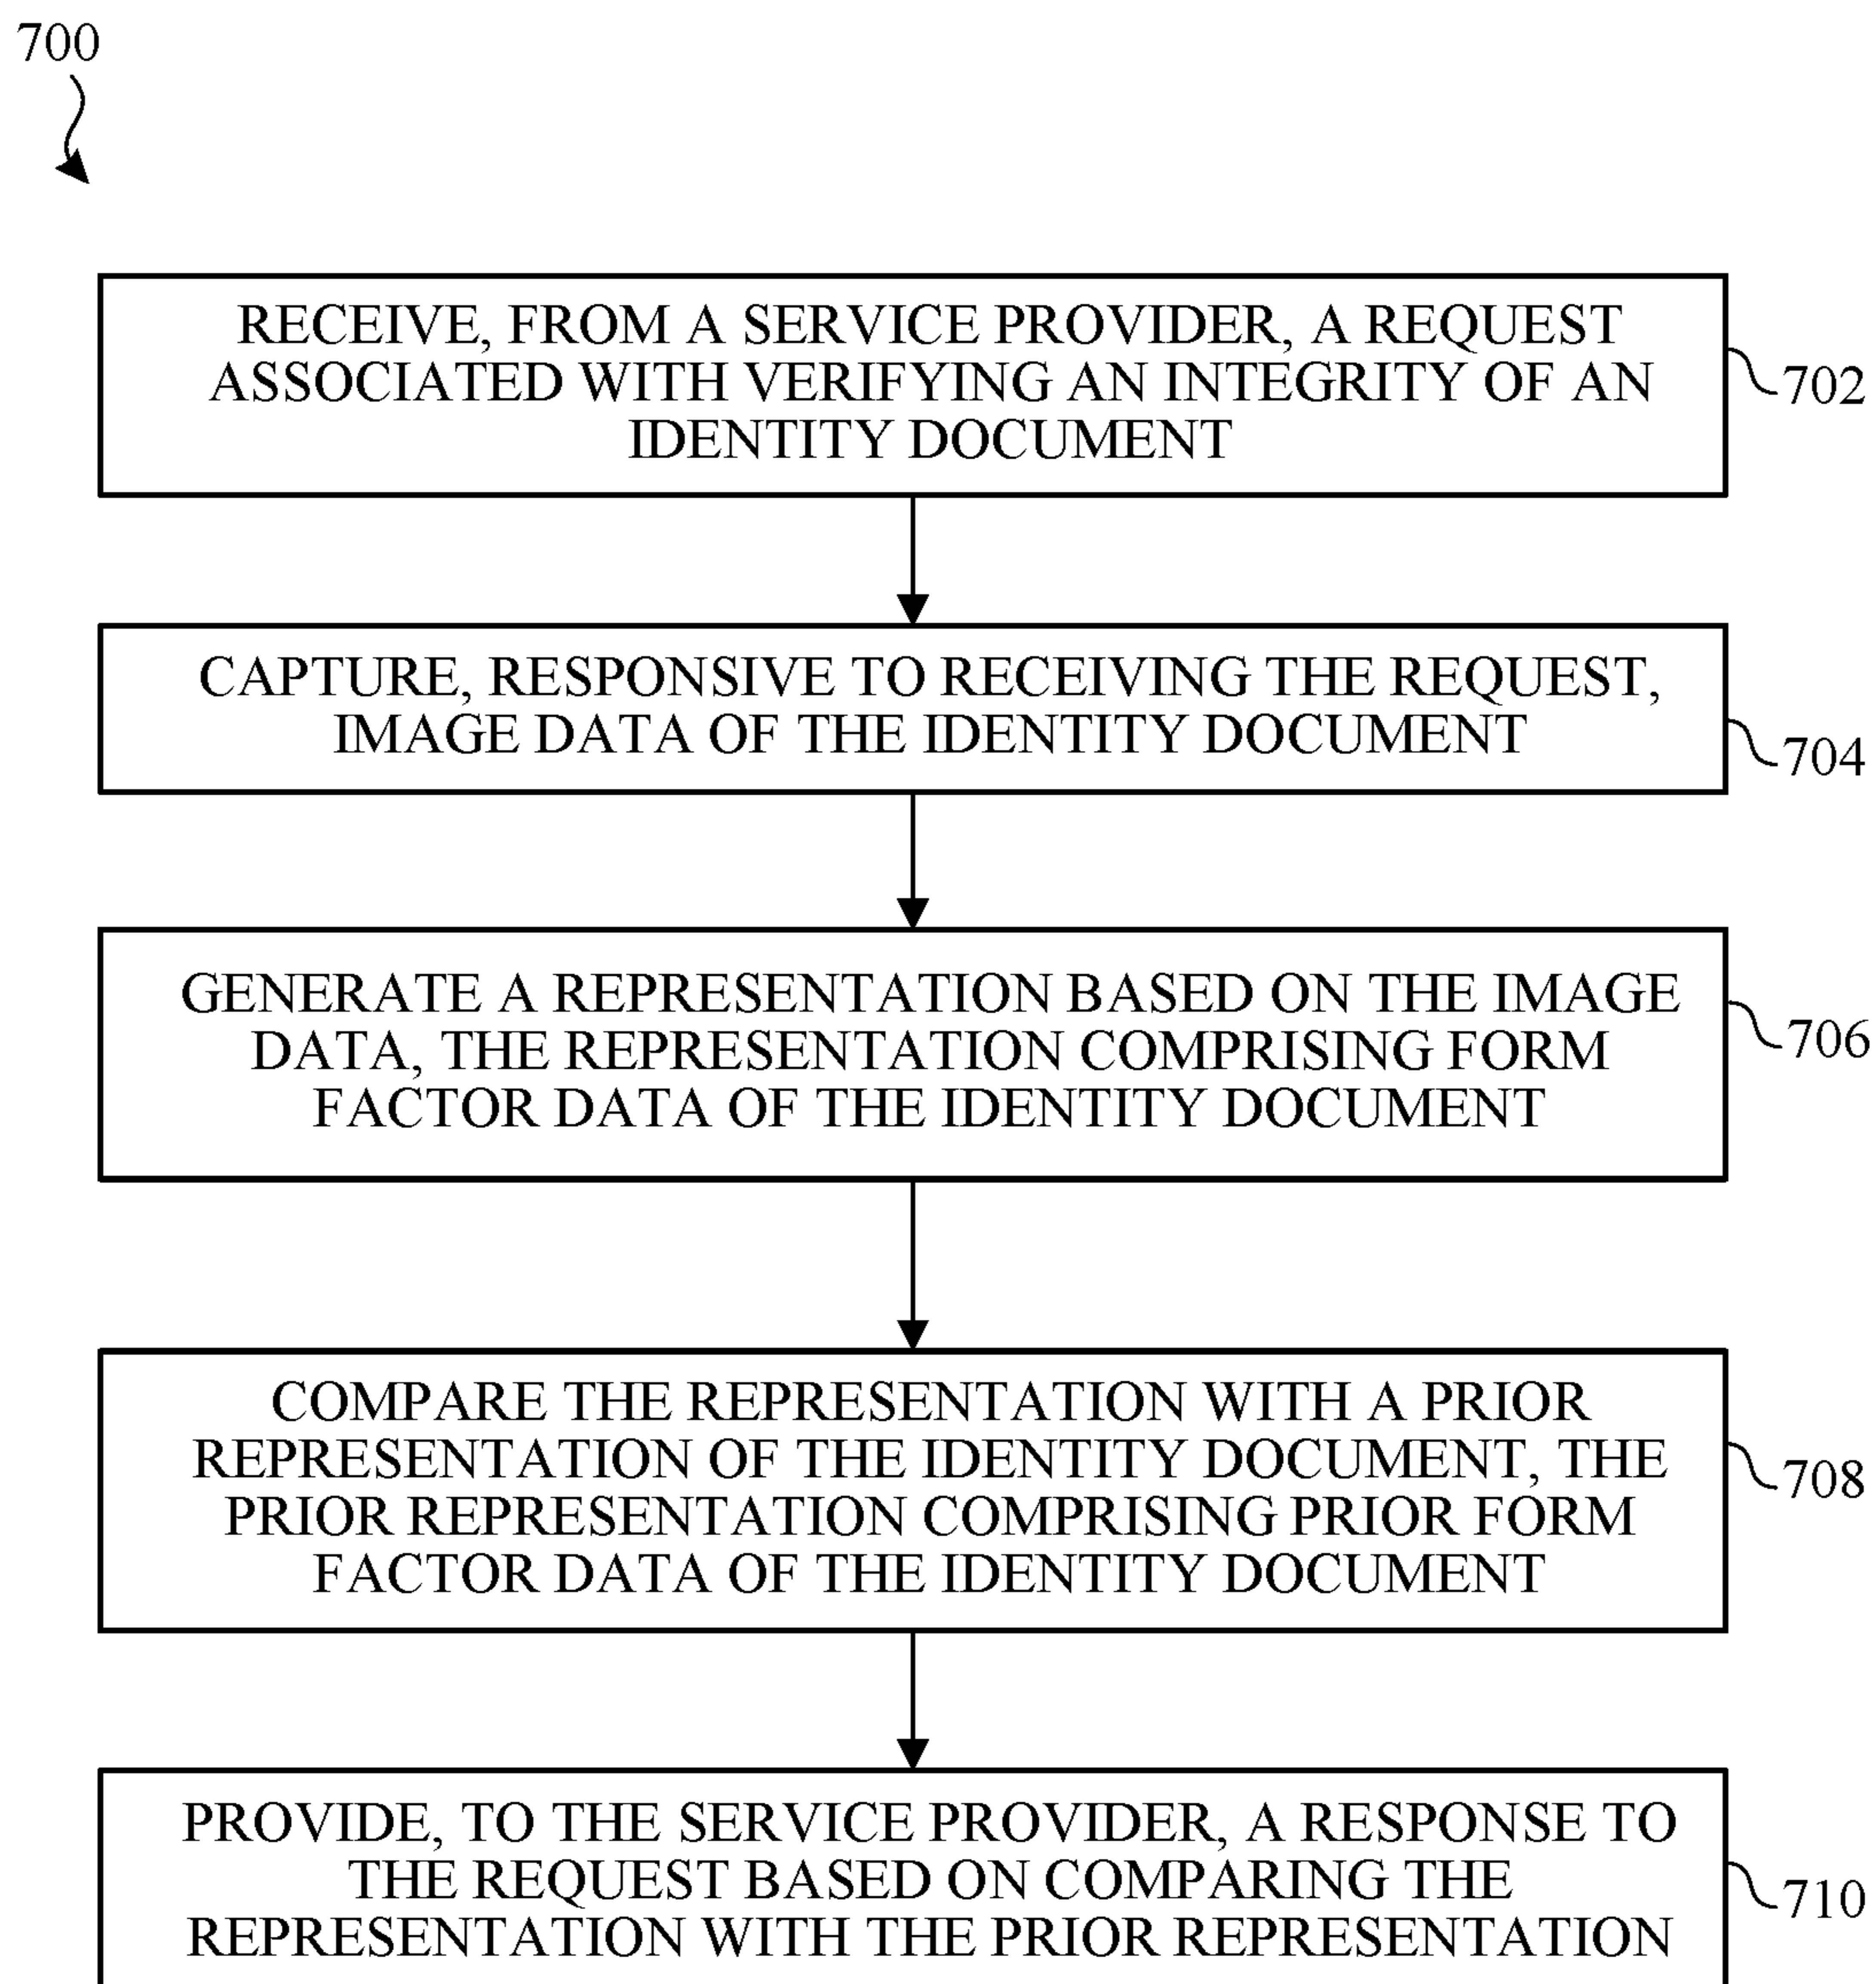 700
RECEIVE, FROM A SERVICE PROVIDER, A REQUEST
ASSOCIATED WITH VERIFYING AN INTEGRITY OF AN
IDENTITY DOCUMENT
702
CAPTURE, RESPONSIVE TO RECEIVING THE REQUEST,
IMAGE DATA OF THE IDENTITY DOCUMENT
704
GENERATE A REPRESENTATION BASED ON THE IMAGE
DATA, THE REPRESENTATION COMPRISING FORM
FACTOR DATA OF THE IDENTITY DOCUMENT
706
COMPARE THE REPRESENTATION WITH A PRIOR
REPRESENTATION OF THE IDENTITY DOCUMENT, THE
PRIOR REPRESENTATION COMPRISING PRIOR FORM
FACTOR DATA OF THE IDENTITY DOCUMENT
708
PROVIDE, TO THE SERVICE PROVIDER, A RESPONSE TO
THE REQUEST BASED ON COMPARING THE
REPRESENTATION WITH THE PRIOR REPRESENTATION
710